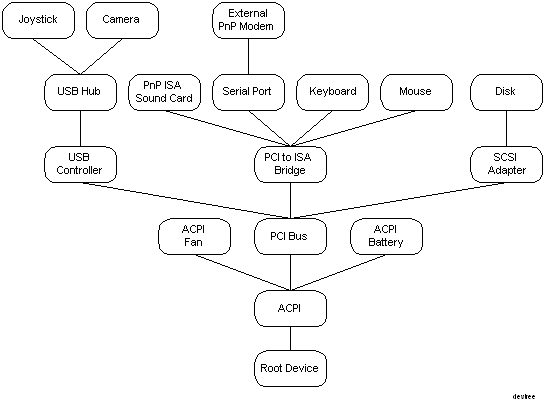 Joystick
Camera
External
PnP Modem
USB Hub
PnP ISA
Sound Card
Serial Port
Keyboard
Mouse
Disk
USB
Controller
PCI to ISA
Bridge
SCSI
Adapter
ACPI
Fan
PCI Bus
ACPI
Battery
ACPI
Root Device
devtree